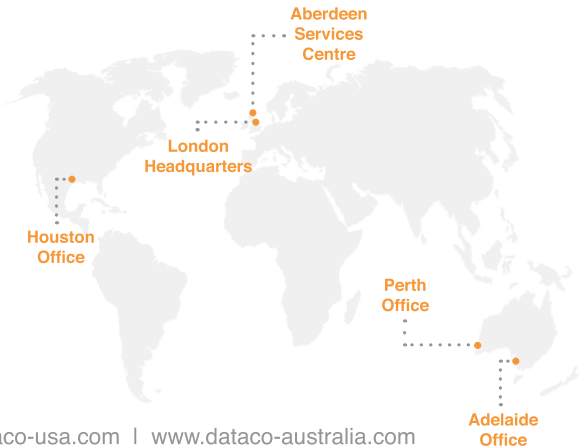 Aberdeen
Services
Centre
London
Headquarters
Houston
Office
Perth
Office
Adelaide
Office
aco-usa.com | www.dataco-australia.com